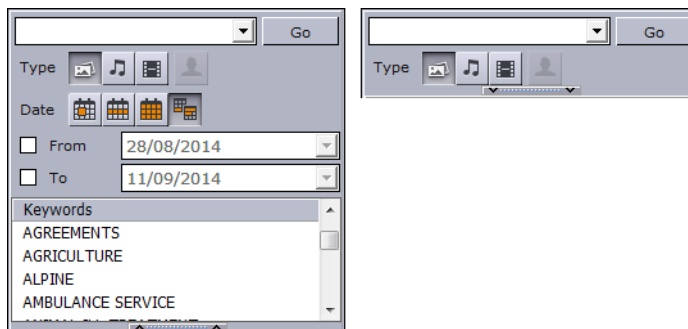 Go
Type
Date
From 28/08/2014
To 11/09/2014
Keywords
AGREEMENTS
AGRICULTURE
ALPINE
AMBULANCE SERVICE
Go
Type